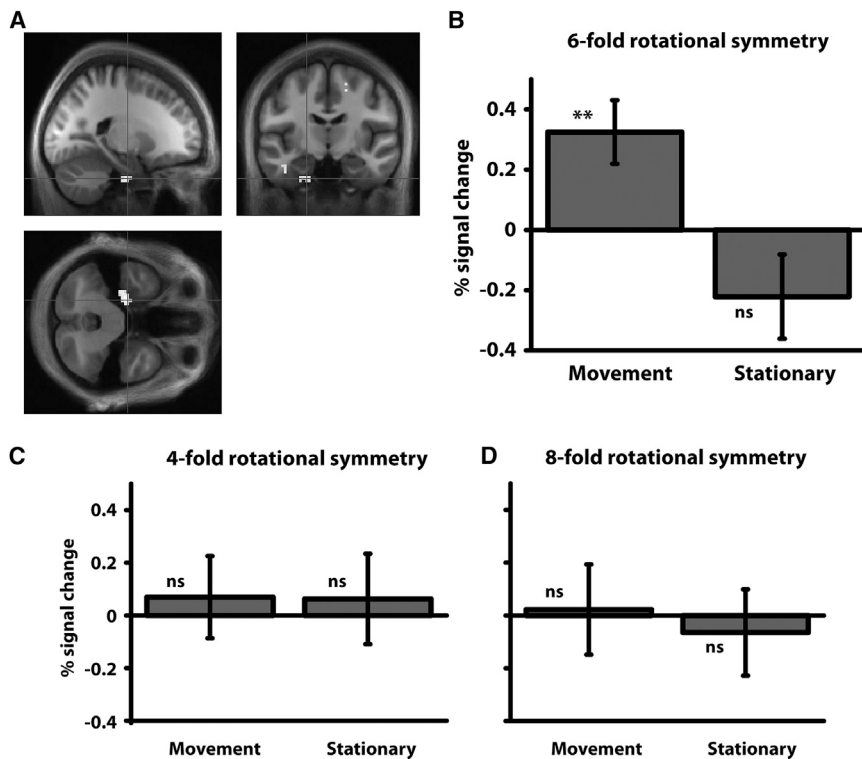 A
B
6-fold rotational symmetry
% signal change
0.4
0.2
0
-0.2
-0.4
**
ns
Movement
Stationary
C
4-fold rotational symmetry
% signal change
0.4
0.2
0
-0.2
-0.4
ns
ns
Movement
Stationary
D
8-fold rotational symmetry
ns
ns
Movement
Stationary